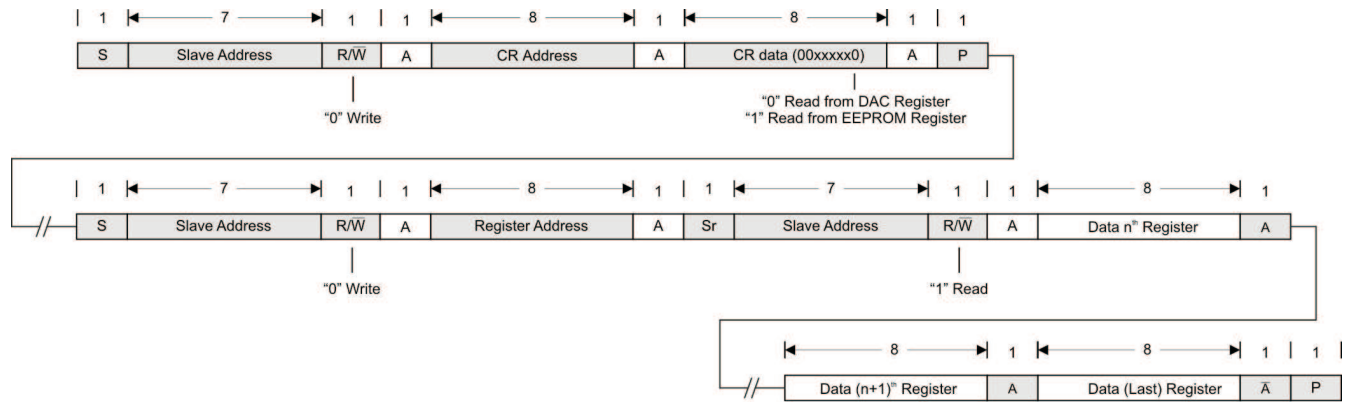 1 7 1 1 8 1 8 1 1
S Slave Address R/W̅ A CR Address A CR data (00xxxxx0) A P
“0” Write
“0” Read from DAC Register
“1” Read from EEPROM Register
1 7 1 1 8 1 1 7 1 1 8 1
S Slave Address R/W̅ A Register Address A Sr Slave Address R/W̅ A Data nᵗʰ Register A
“0” Write
“1” Read
8 1 8 1 1
Data (n+1)ᵗʰ Register A Data (Last) Register A̅ P